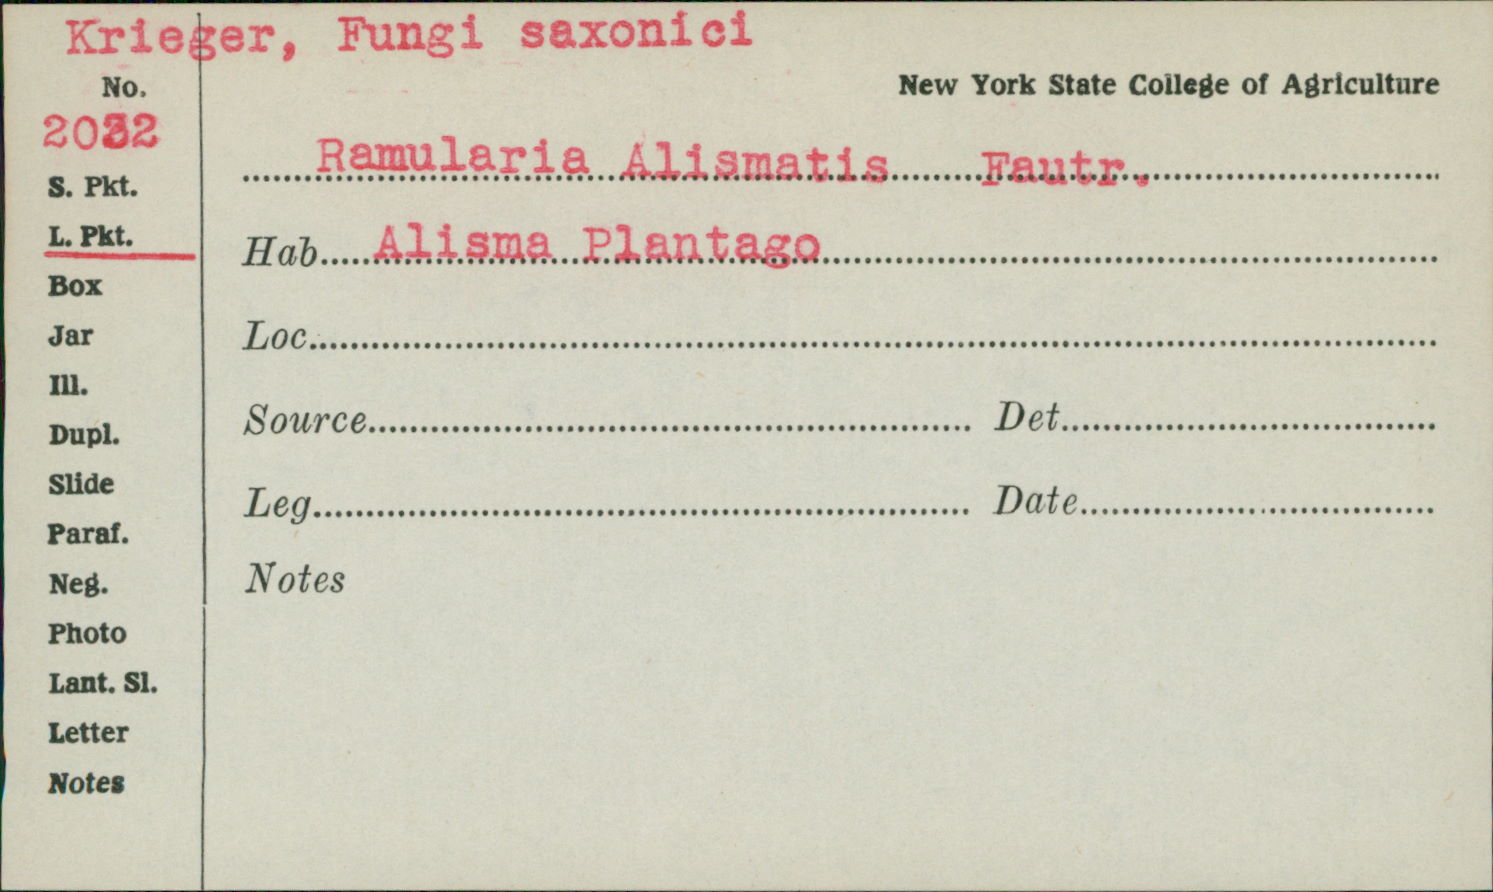 Krieger, Fungi saxonici
No.
2032
New York State College of Agriculture
Ramularia Alismatis Fautr.
S. Pkt.
L. Pkt.
Hab. Alisma Plantago
Box
Jar
Loc.
Ill.
Dupl.
Source Det.
Slide
Leg. Date
Paraf.
Neg.
Notes
Photo
Lant. Sl.
Letter
Notes